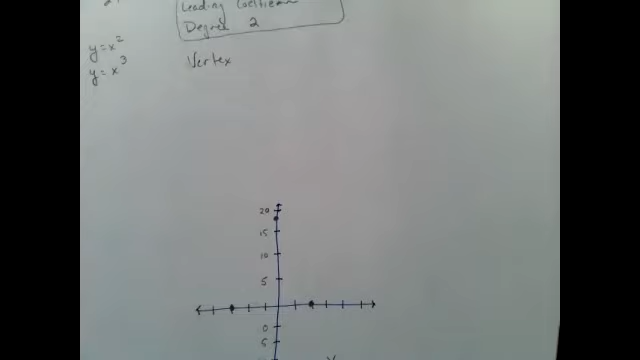 Leading Coefficient
Degree 2
y = x²
y = x³
Vertex
20
15
10
5
0
5